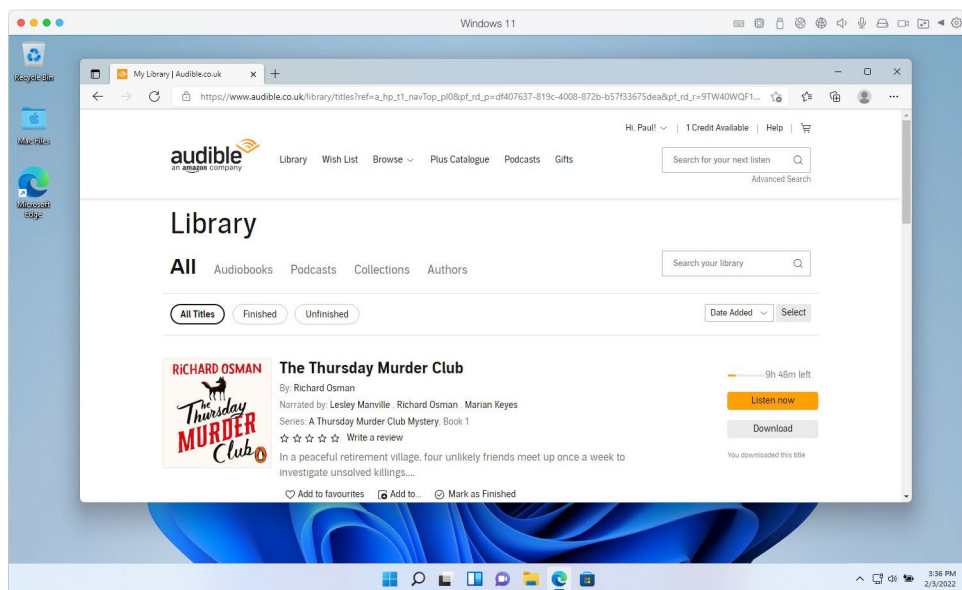 Windows 11
Recycle Bin
Mac Files
Microsoft
Edge
My Library | Audible.co.uk
https://www.audible.co.uk/library/titles?ref=a_hp_t1_navTop_pl0&pf_rd_p=df407637-819c-4008-872b-b57f33675dea&pf_rd_r=9TW40WQF1...
Hi, Paul! | 1 Credit Available | Help |
audible
an amazon company
Library Wish List Browse Plus Catalogue Podcasts Gifts
Search for your next listen
Advanced Search
Library
All Audiobooks Podcasts Collections Authors
Search your library
All Titles Finished Unfinished
Date Added Select
RICHARD OSMAN
The Thursday MURDER Club
The Thursday Murder Club
By: Richard Osman
Narrated by: Lesley Manville , Richard Osman , Marian Keyes
Series: A Thursday Murder Club Mystery, Book 1
Write a review
In a peaceful retirement village, four unlikely friends meet up once a week to
investigate unsolved killings....
Add to favourites Add to... Mark as Finished
9h 48m left
Listen now
Download
You downloaded this title
3:36 PM
2/3/2022